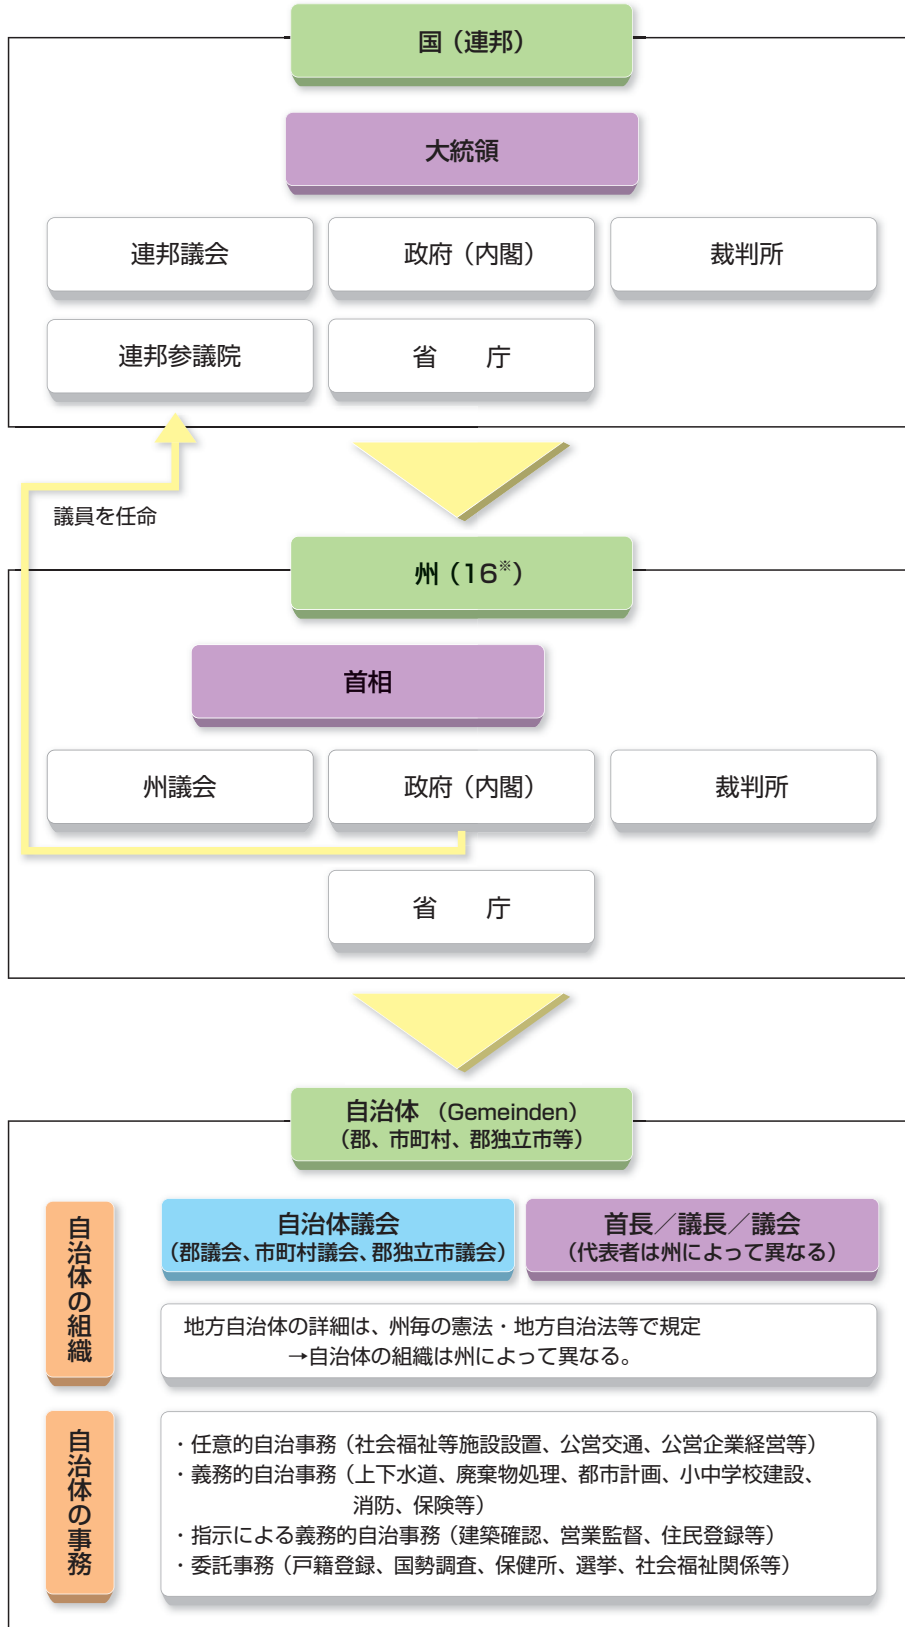 国（連邦）
大統領
連邦議会
政府（内閣）
裁判所
連邦参議院
省　庁
議員を任命
州（16※）
首相
州議会
政府（内閣）
裁判所
省　庁
自治体（Gemeinden）
（郡、市町村、郡独立市等）
自治体の組織
自治体議会
（郡議会、市町村議会、郡独立市議会）
首長／議長／議会
（代表者は州によって異なる）
地方自治体の詳細は、州毎の憲法・地方自治法等で規定
→自治体の組織は州によって異なる。
自治体の事務
・任意的自治事務（社会福祉等施設設置、公営交通、公営企業経営等）
・義務的自治事務（上下水道、廃棄物処理、都市計画、小中学校建設、
消防、保険等）
・指示による義務的自治事務（建築確認、営業監督、住民登録等）
・委託事務（戸籍登録、国勢調査、保健所、選挙、社会福祉関係等）